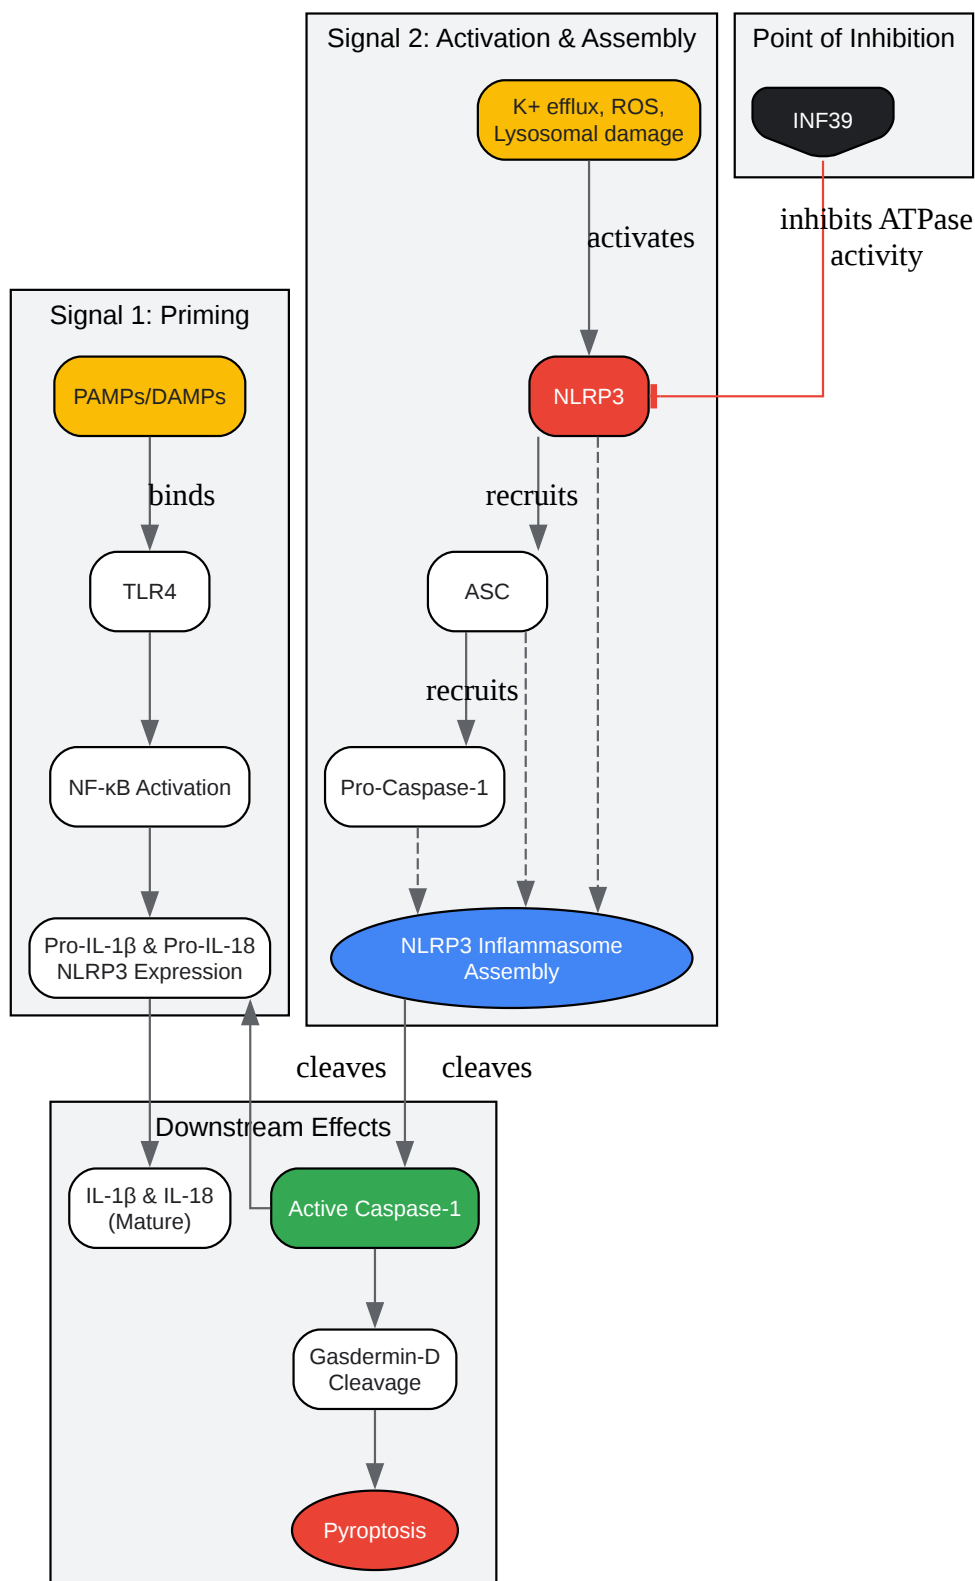 Signal 2: Activation & Assembly
Point of Inhibition
K+ efflux, ROS,
Lysosomal damage
INF39
activates
inhibits ATPase
activity
Signal 1: Priming
PAMPs/DAMPs
NLRP3
binds
recruits
TLR4
ASC
recruits
NF-κB Activation
Pro-Caspase-1
Pro-IL-1β & Pro-IL-18
NLRP3 Expression
NLRP3 Inflammasome
Assembly
cleaves
cleaves
Downstream Effects
IL-1β & IL-18
(Mature)
Active Caspase-1
Gasdermin-D
Cleavage
Pyroptosis